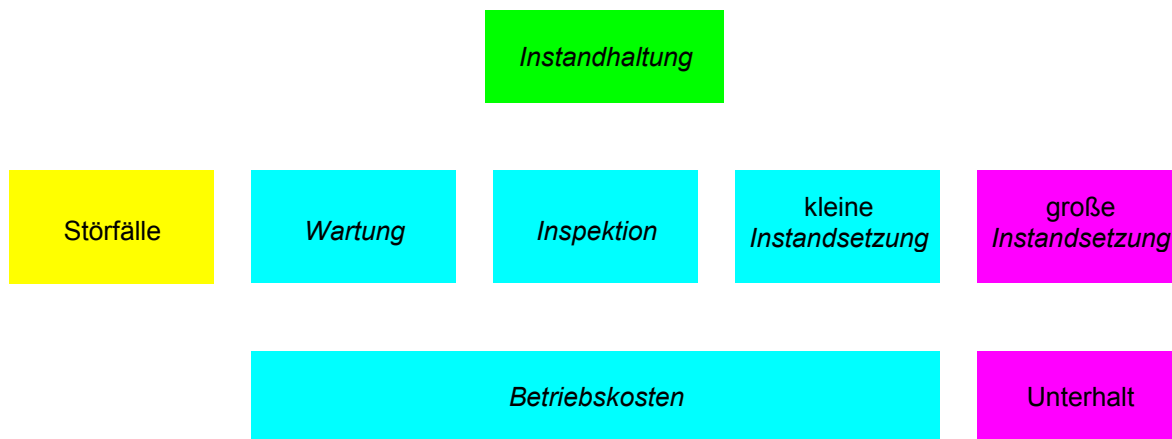 Instandhaltung
Störfälle
Wartung
Inspektion
kleine
Instandsetzung
große
Instandsetzung
Betriebskosten
Unterhalt